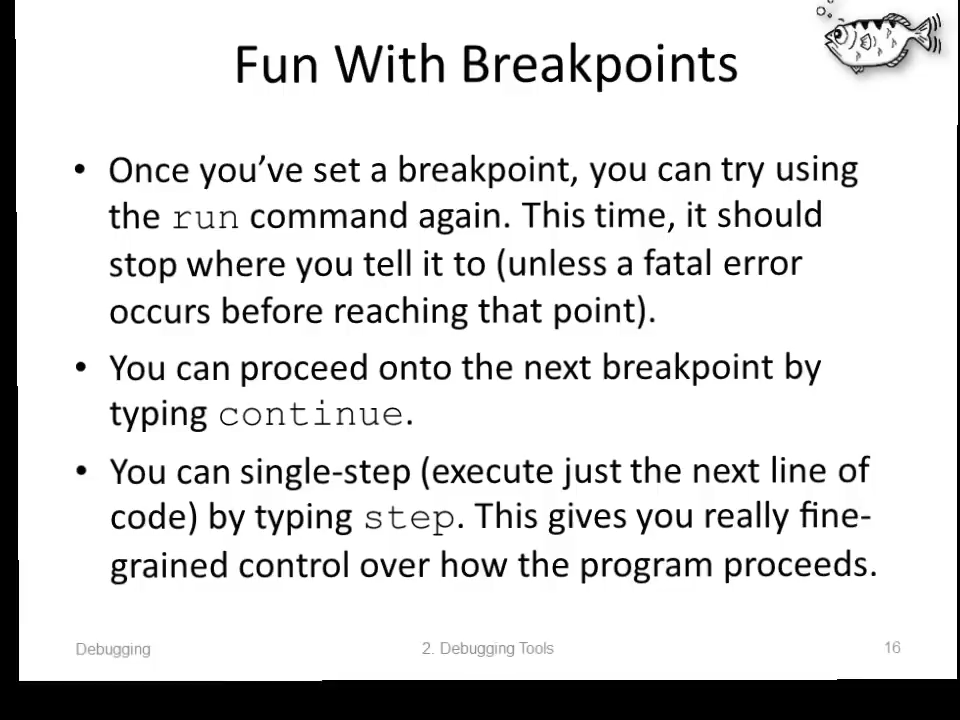 Fun With Breakpoints
• Once you’ve set a breakpoint, you can try using
the run command again. This time, it should
stop where you tell it to (unless a fatal error
occurs before reaching that point).
• You can proceed onto the next breakpoint by
typing continue.
• You can single-step (execute just the next line of
code) by typing step. This gives you really fine-
grained control over how the program proceeds.
Debugging
2. Debugging Tools
16